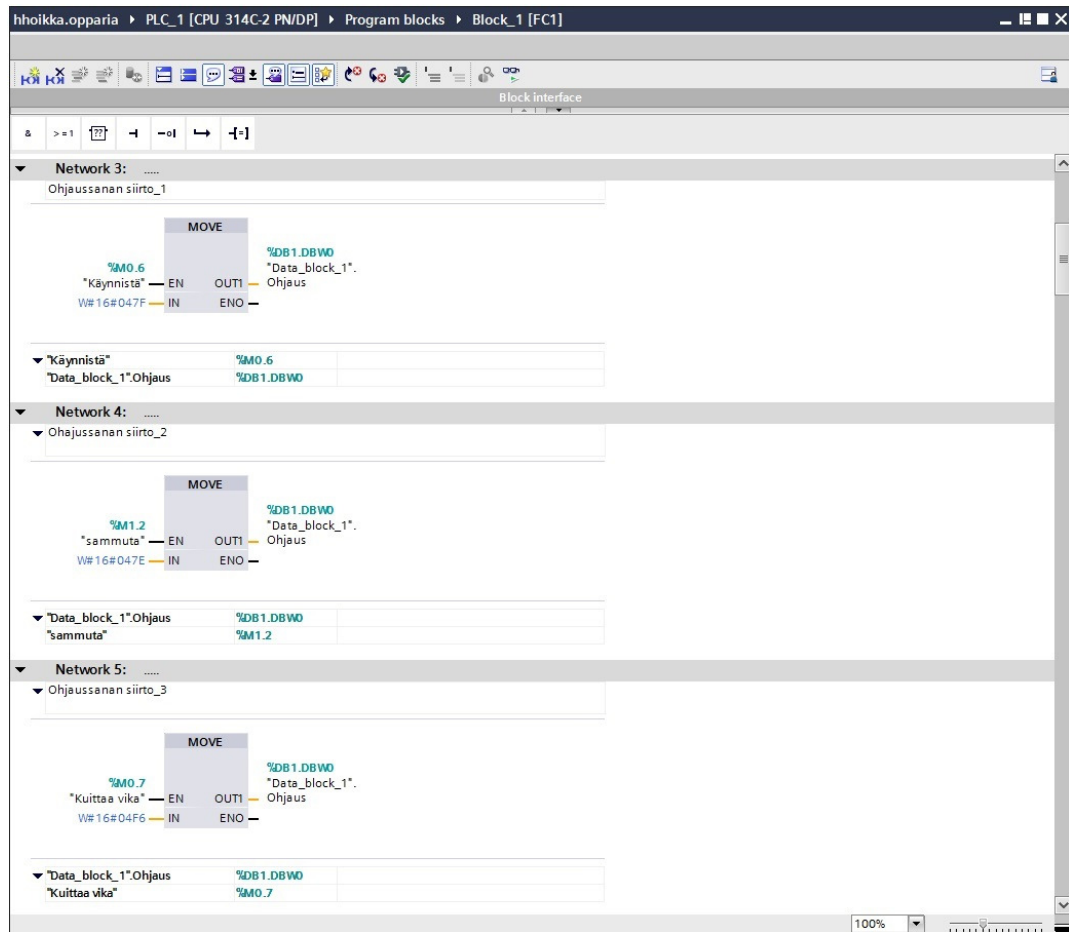 hhoikka.opparia ▸ PLC_1 [CPU 314C-2 PN/DP] ▸ Program blocks ▸ Block_1 [FC1]
Block interface
& >=1 ??
Network 3: .....
Ohjaussanan siirto_1
MOVE
%DB1.DBW0
%M0.6 "Data_block_1".
"Käynnistä" EN OUT1 Ohjaus
W#16#047F IN ENO
"Käynnistä" %M0.6
"Data_block_1".Ohjaus %DB1.DBW0
Network 4: .....
Ohajussanan siirto_2
MOVE
%DB1.DBW0
%M1.2 "Data_block_1".
"sammuta" EN OUT1 Ohjaus
W#16#047E IN ENO
"Data_block_1".Ohjaus %DB1.DBW0
"sammuta" %M1.2
Network 5: .....
Ohjaussanan siirto_3
MOVE
%DB1.DBW0
%M0.7 "Data_block_1".
"Kuittaa vika" EN OUT1 Ohjaus
W#16#04F6 IN ENO
"Data_block_1".Ohjaus %DB1.DBW0
"Kuittaa vika" %M0.7
100%